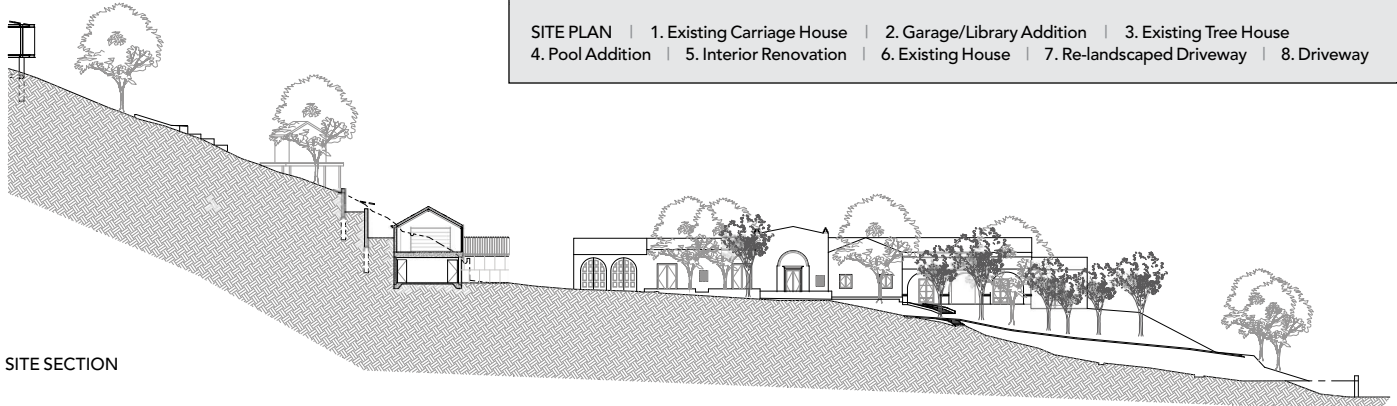 SITE PLAN | 1. Existing Carriage House | 2. Garage/Library Addition | 3. Existing Tree House
4. Pool Addition | 5. Interior Renovation | 6. Existing House | 7. Re-landscaped Driveway | 8. Driveway
SITE SECTION